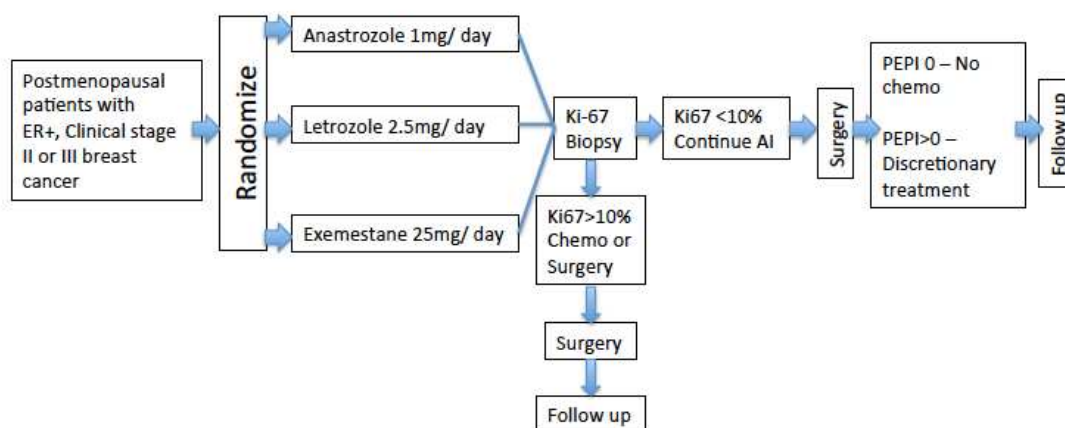 Postmenopausal
patients with
ER+, Clinical stage
II or III breast
cancer
Randomize
Anastrozole 1mg/ day
Letrozole 2.5mg/ day
Exemestane 25mg/ day
Ki-67
Biopsy
Ki67 <10%
Continue AI
Surgery
PEPI 0 – No
chemo
PEPI>0 –
Discretionary
treatment
Follow up
Ki67>10%
Chemo or
Surgery
Surgery
Follow up